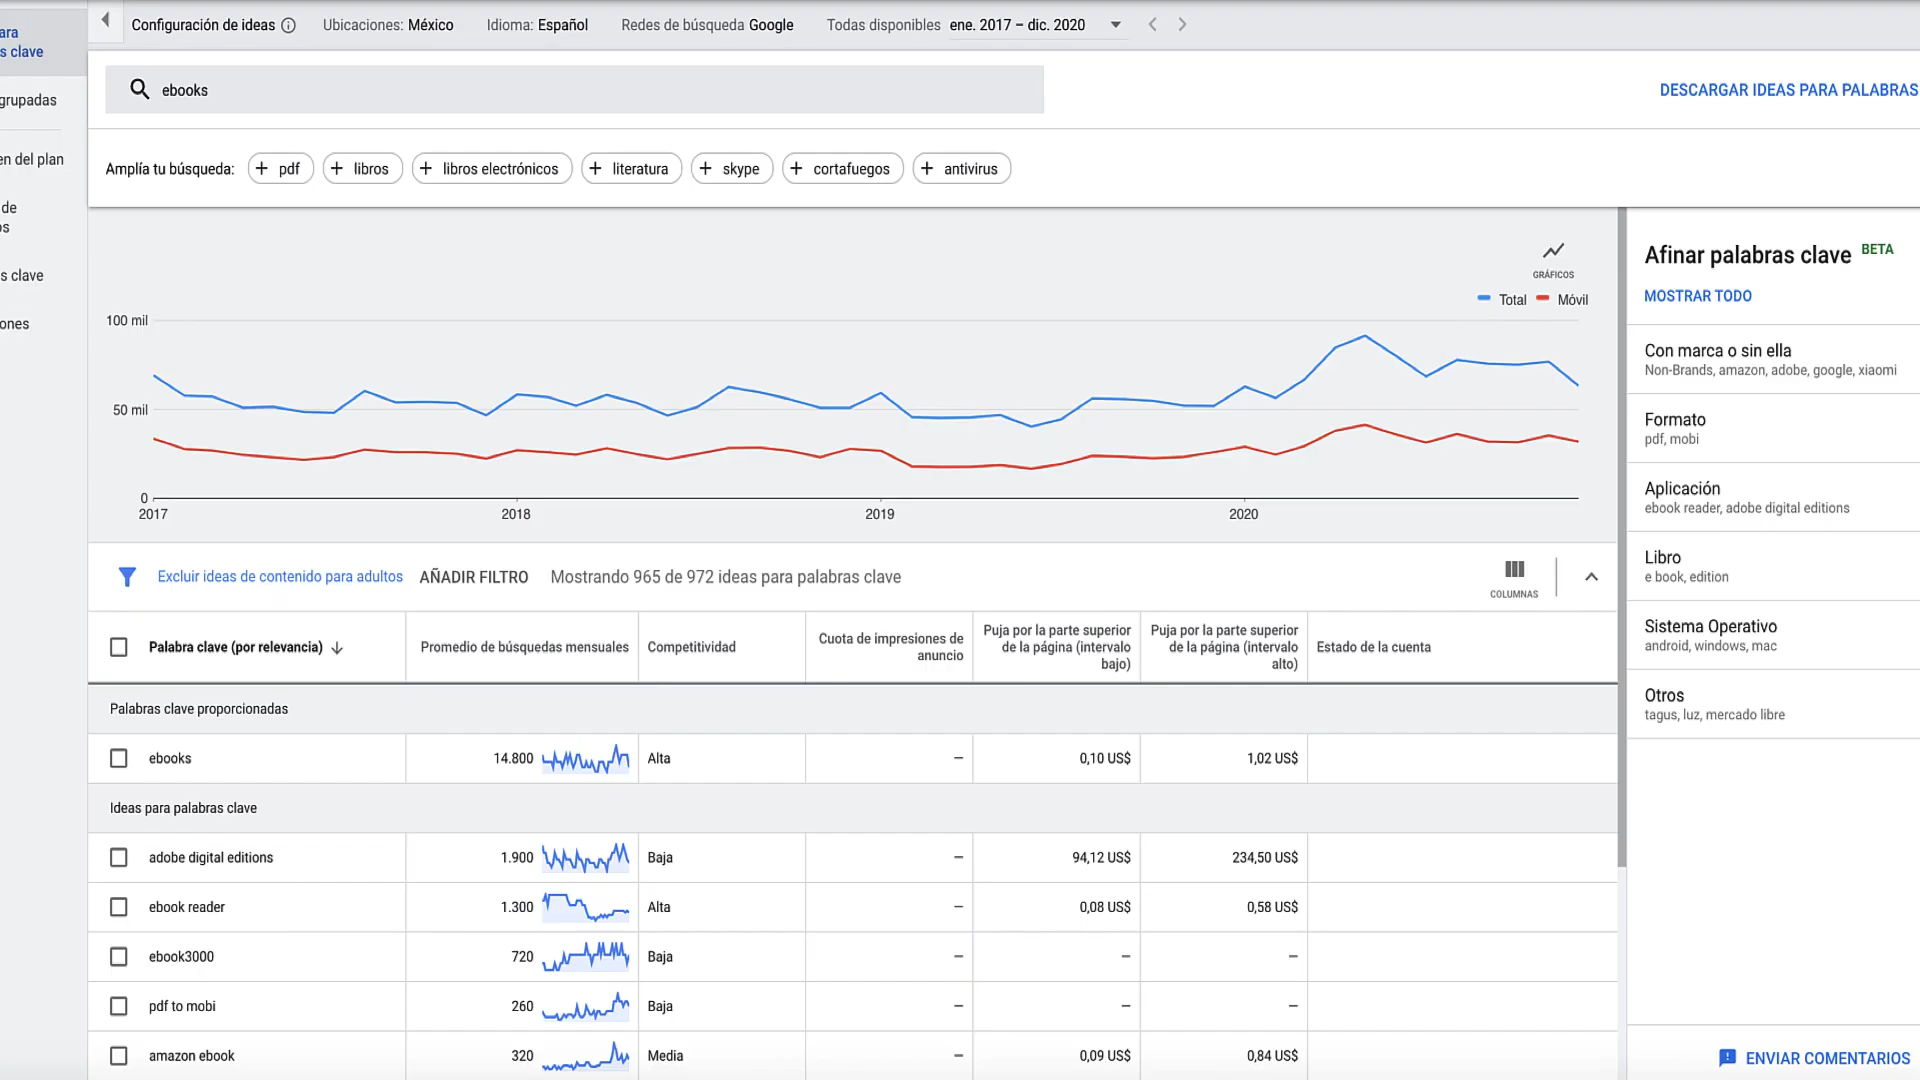 ara
s clave
grupadas
en del plan
de
os
s clave
ones
Configuración de ideas
Ubicaciones: México
Idioma: Español
Redes de búsqueda Google
Todas disponibles ene. 2017 – dic. 2020
ebooks
DESCARGAR IDEAS PARA PALABRAS
Amplía tu búsqueda:
+ pdf
+ libros
+ libros electrónicos
+ literatura
+ skype
+ cortafuegos
+ antivirus
GRÁFICOS
Total
Móvil
100 mil
50 mil
0
2017
2018
2019
2020
Excluir ideas de contenido para adultos
AÑADIR FILTRO
Mostrando 965 de 972 ideas para palabras clave
COLUMNAS
Palabra clave (por relevancia)
Promedio de búsquedas mensuales
Competitividad
Cuota de impresiones de
anuncio
Puja por la parte superior
de la página (intervalo
bajo)
Puja por la parte superior
de la página (intervalo
alto)
Estado de la cuenta
Palabras clave proporcionadas
ebooks 14.800 Alta – 0,10 US$ 1,02 US$
Ideas para palabras clave
adobe digital editions 1.900 Baja – 94,12 US$ 234,50 US$
ebook reader 1.300 Alta – 0,08 US$ 0,58 US$
ebook3000 720 Baja – – –
pdf to mobi 260 Baja – – –
amazon ebook 320 Media – 0,09 US$ 0,84 US$
Afinar palabras clave BETA
MOSTRAR TODO
Con marca o sin ella
Non-Brands, amazon, adobe, google, xiaomi
Formato
pdf, mobi
Aplicación
ebook reader, adobe digital editions
Libro
e book, edition
Sistema Operativo
android, windows, mac
Otros
tagus, luz, mercado libre
ENVIAR COMENTARIOS